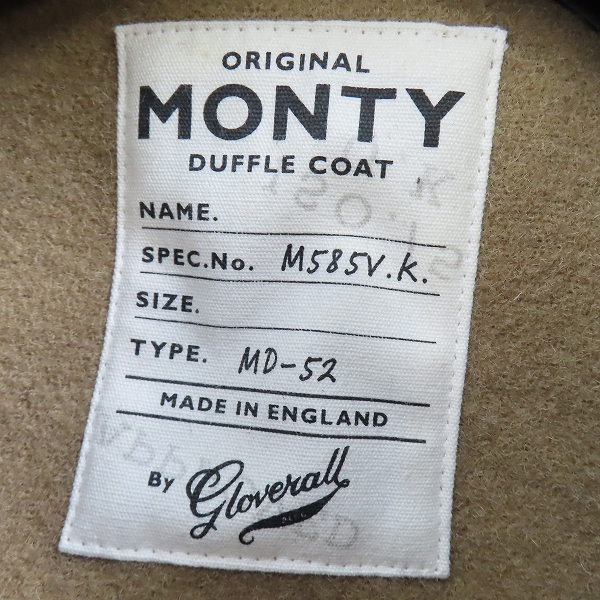 ORIGINAL
MONTY
DUFFLE COAT
NAME.
SPEC.No. M585V.K.
SIZE.
TYPE. MD-52
MADE IN ENGLAND
By Gloverall